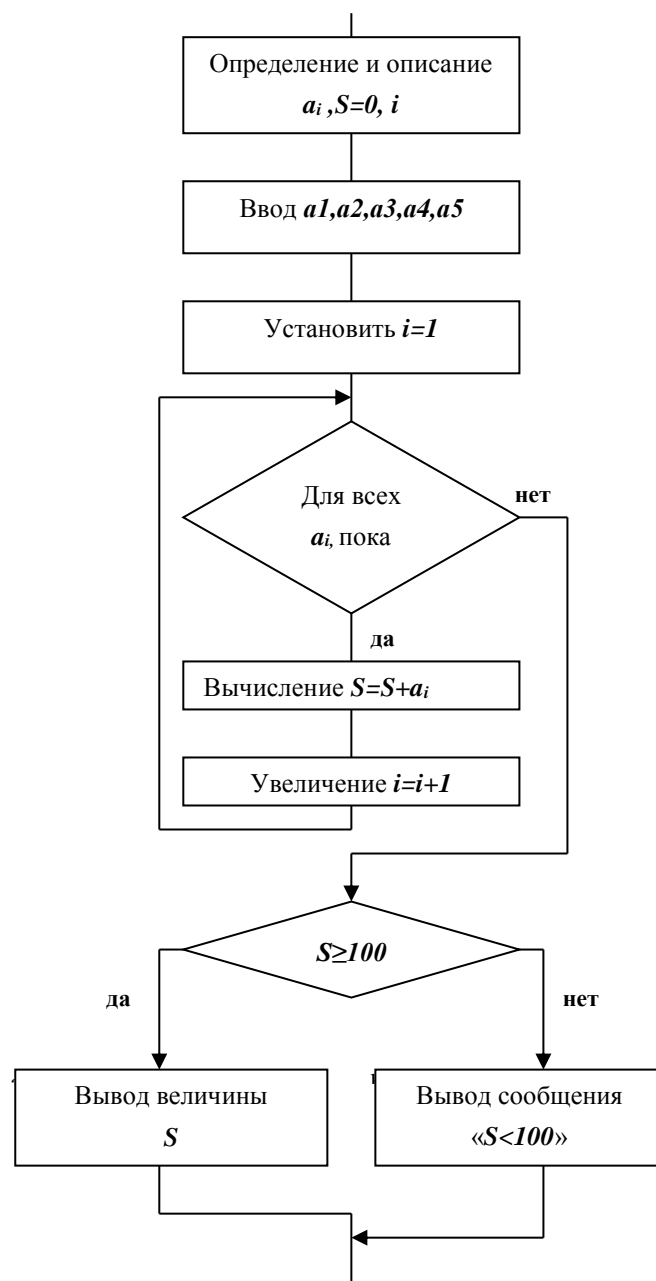 Определение и описание
ai ,S=0, i
Ввод a1,a2,a3,a4,a5
Установить i=1
Для всех
ai, пока
нет
да
Вычисление S=S+ai
Увеличение i=i+1
S≥100
да
нет
Вывод величины
S
Вывод сообщения
«S<100»